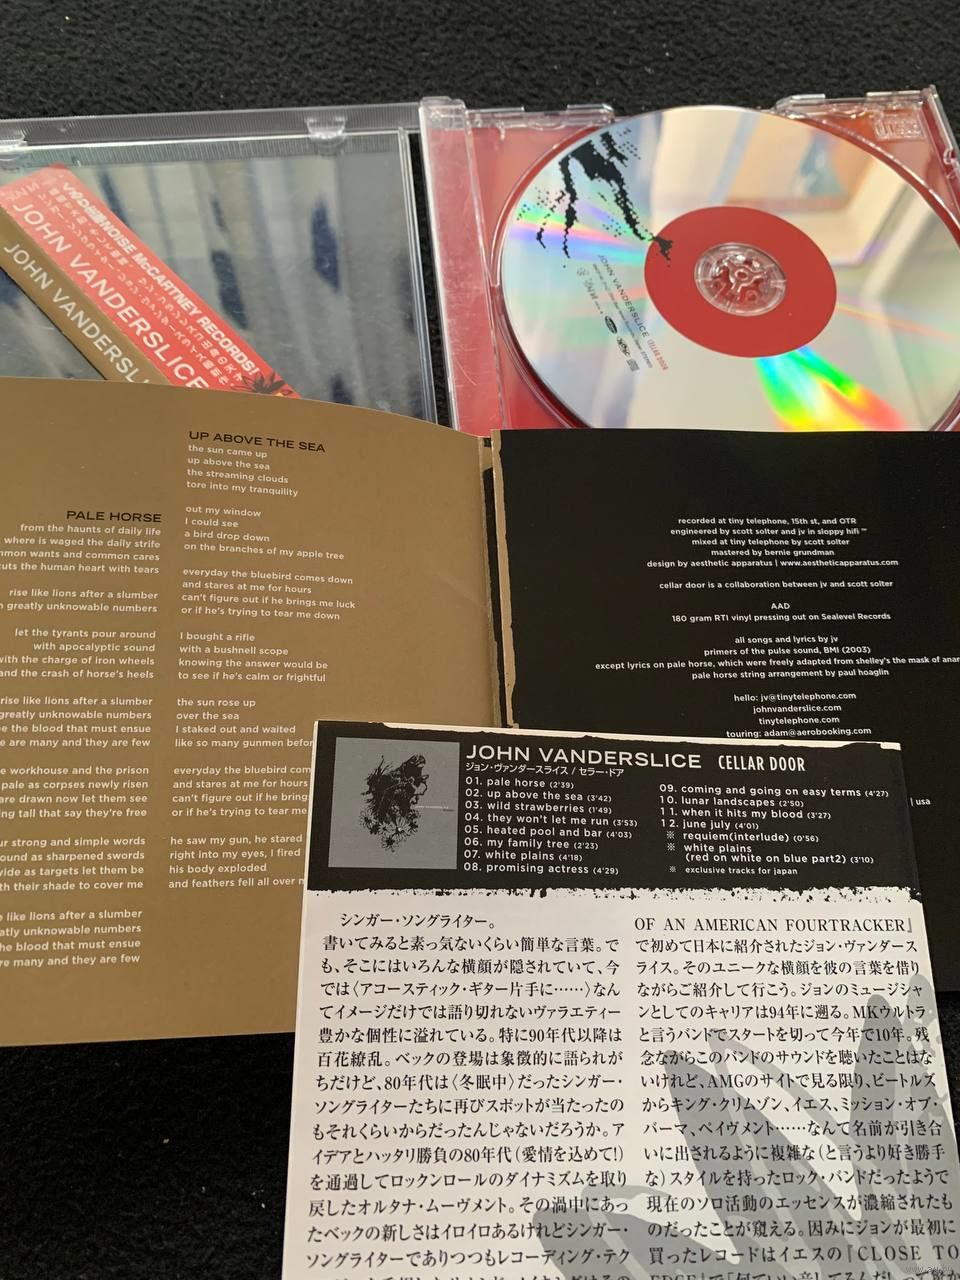 NOISE McCARTNEY RECORDS!
JOHN VANDERSLICE
JOHN VANDERSLI
JOHN VANDERSLICE CELLAR DOOR
UP ABOVE THE SEA
the sun came up
up above the sea
the streaming clouds
tore into my tranquility
out my window
I could see
a bird drop down
on the branches of my apple tree
everyday the bluebird comes down
and stares at me for hours
can't figure out if he brings me luck
or if he's trying to tear me down
I bought a rifle
with a bushnell scope
knowing the answer would be
to see if he's calm or frightful
the sun rose up
over the sea
I staked out and waited
like so many gunmen befor
everyday the bluebird com
and stares at me for hours
can't figure out if he bring
or if he's trying to tear me
he saw my gun, he stared
right into my eyes, I fired
his body exploded
and feathers fell all over
PALE HORSE
from the haunts of daily life
where is waged the daily strife
mmon wants and common cares
cuts the human heart with tears
rise like lions after a slumber
n greatly unknowable numbers
let the tyrants pour around
with apocalyptic sound
with the charge of iron wheels
and the crash of horse's heels
rise like lions after a slumber
greatly unknowable numbers
e the blood that must ensue
e are many and they are few
e workhouse and the prison
pale as corpses newly risen
are drawn now let them see
ing tall that say they're free
ur strong and simple words
ound as sharpened swords
vide as targets let them be
th their shade to cover me
e like lions after a slumber
atly unknowable numbers
he blood that must ensue
re many and they are few
recorded at tiny telephone, 15th st, and OTR
engineered by scott solter and jv in sloppy hifi ™
mixed at tiny telephone by scott solter
mastered by bernie grundman
design by aesthetic apparatus | www.aestheticapparatus.com
cellar door is a collaboration between jv and scott solter
AAD
180 gram RTI vinyl pressing out on Sealevel Records
all songs and lyrics by jv
primers of the pulse sound, BMI (2003)
except lyrics on pale horse, which were freely adapted from shelley's the mask of anar
pale horse string arrangement by paul hoaglin
hello: jv@tinytelephone.com
johnvanderslice.com
tinytelephone.com
touring: adam@aerobooking.com
| usa
JOHN VANDERSLICE CELLAR DOOR
ジョン・ヴァンダースライス / セラー・ドア
01. pale horse (2'39)
02. up above the sea (3'42)
03. wild strawberries (1'49)
04. they won't let me run (3'53)
05. heated pool and bar (4'03)
06. my family tree (2'23)
07. white plains (4'18)
08. promising actress (4'29)
09. coming and going on easy terms (4'27)
10. lunar landscapes (2'50)
11. when it hits my blood (3'27)
12. june july (4'01)
※ requiem(interlude) (0'56)
※ white plains
(red on white on blue part2) (3'10)
※ exclusive tracks for japan
シンガー・ソングライター。
書いてみると素っ気ないくらい簡単な言葉。で
も、そこにはいろんな横顔が隠されていて、今
では〈アコースティック・ギター片手に……〉なん
てイメージだけでは語り切れないヴァラエティー
豊かな個性に溢れている。特に90年代以降は
百花繚乱。ベックの登場は象徴的に語られが
ちだけど、80年代は〈冬眠中〉だったシンガー・
ソングライターたちに再びスポットが当たったの
もそれくらいからだったんじゃないだろうか。ア
イデアとハッタリ勝負の80年代(愛情を込めて!)
を通過してロックンロールのダイナミズムを取り
戻したオルタナ・ムーヴメント。その渦中にあっ
たベックの新しさはイロイロあるけれどシンガー・
ソングライターでありつつもレコーディング・テク
OF AN AMERICAN FOURTRACKER』
で初めて日本に紹介されたジョン・ヴァンダース
ライス。そのユニークな横顔を彼の言葉を借り
ながらご紹介して行こう。ジョンのミュージシャ
ンとしてのキャリアは94年に遡る。MKウルトラ
と言うバンドでスタートを切って今年で10年。残
念ながらこのバンドのサウンドを聴いたことはな
いけれど、AMGのサイトで見る限り、ビートルズ
からキング・クリムゾン、イエス、ミッション・オブ・
バーマ、ペイヴメント……なんて名前が引き合
いに出されるように複雑な(と言うより好き勝手
な)スタイルを持ったロック・バンドだったようで
現在のソロ活動のエッセンスが濃縮されたも
のだったことが窺える。因みにジョンが最初に
買ったレコードはイエスの『CLOSE TO